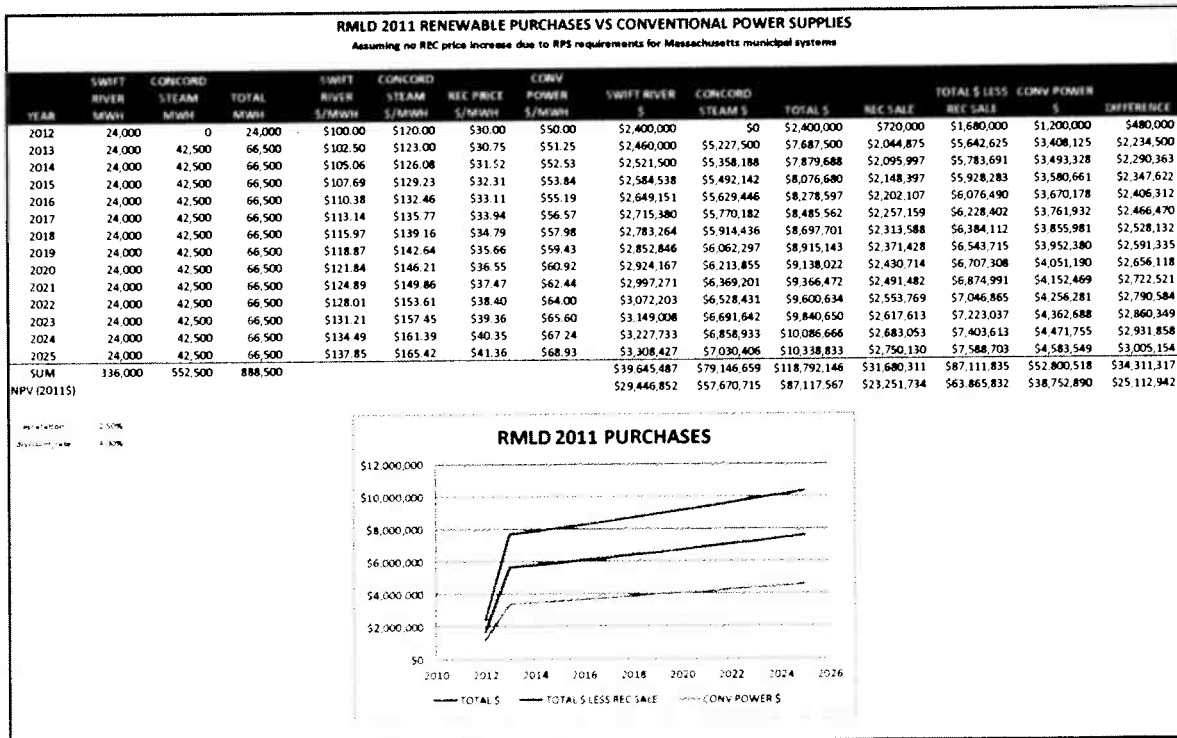 RMLD 2011 RENEWABLE PURCHASES VS CONVENTIONAL POWER SUPPLIES
Assuming no REC price increase due to RPS requirements for Massachusetts municipal systems
SWIFT CONCORD SWIFT CONCORD CONV
RIVER STEAM TOTAL RIVER STEAM REC PRICE POWER SWIFT RIVER CONCORD TOTAL $ LESS CONV POWER
YEAR MWH MWH MWH $/MWH $/MWH $/MWH $/MWH $ STEAM $ TOTAL $ REC SALE REC SALE $ DIFFERENCE
2012 24,000 0 24,000 $100.00 $120.00 $30.00 $50.00 $2,400,000 $0 $2,400,000 $720,000 $1,680,000 $1,200,000 $480,000
2013 24,000 42,500 66,500 $102.50 $123.00 $30.75 $51.25 $2,460,000 $5,227,500 $7,687,500 $2,044,875 $5,642,625 $3,408,125 $2,234,500
2014 24,000 42,500 66,500 $105.06 $126.08 $31.52 $52.53 $2,521,500 $5,358,188 $7,879,688 $2,095,997 $5,783,691 $3,493,328 $2,290,363
2015 24,000 42,500 66,500 $107.69 $129.23 $32.31 $53.84 $2,584,538 $5,492,142 $8,076,680 $2,148,397 $5,928,283 $3,580,661 $2,347,622
2016 24,000 42,500 66,500 $110.38 $132.46 $33.11 $55.19 $2,649,151 $5,629,446 $8,278,597 $2,202,107 $6,076,490 $3,670,178 $2,406,312
2017 24,000 42,500 66,500 $113.14 $135.77 $33.94 $56.57 $2,715,380 $5,770,182 $8,485,562 $2,257,159 $6,228,402 $3,761,932 $2,466,470
2018 24,000 42,500 66,500 $115.97 $139.16 $34.79 $57.98 $2,783,264 $5,914,436 $8,697,701 $2,313,588 $6,384,112 $3,855,981 $2,528,132
2019 24,000 42,500 66,500 $118.87 $142.64 $35.66 $59.43 $2,852,846 $6,062,297 $8,915,143 $2,371,428 $6,543,715 $3,952,380 $2,591,335
2020 24,000 42,500 66,500 $121.84 $146.21 $36.55 $60.92 $2,924,167 $6,213,855 $9,138,022 $2,430,714 $6,707,308 $4,051,190 $2,656,118
2021 24,000 42,500 66,500 $124.89 $149.86 $37.47 $62.44 $2,997,271 $6,369,201 $9,366,472 $2,491,482 $6,874,991 $4,152,469 $2,722,521
2022 24,000 42,500 66,500 $128.01 $153.61 $38.40 $64.00 $3,072,203 $6,528,431 $9,600,634 $2,553,769 $7,046,865 $4,256,281 $2,790,584
2023 24,000 42,500 66,500 $131.21 $157.45 $39.36 $65.60 $3,149,008 $6,691,642 $9,840,650 $2,617,613 $7,223,037 $4,362,688 $2,860,349
2024 24,000 42,500 66,500 $134.49 $161.39 $40.35 $67.24 $3,227,733 $6,858,933 $10,086,666 $2,683,053 $7,403,613 $4,471,755 $2,931,858
2025 24,000 42,500 66,500 $137.85 $165.42 $41.36 $68.93 $3,308,427 $7,030,406 $10,338,833 $2,750,130 $7,588,703 $4,583,549 $3,005,154
SUM 336,000 552,500 888,500 $39,645,487 $79,146,659 $118,792,146 $31,680,311 $87,111,835 $52,800,518 $34,311,317
NPV (2011$) $29,446,852 $57,670,715 $87,117,567 $23,251,734 $63,865,832 $38,752,890 $25,112,942
escalation 2.50%
discount rate
RMLD 2011 PURCHASES
$12,000,000
$10,000,000
$8,000,000
$6,000,000
$4,000,000
$2,000,000
$0
2010 2012 2014 2016 2018 2020 2022 2024 2026
TOTAL $ TOTAL $ LESS REC SALE CONV POWER $